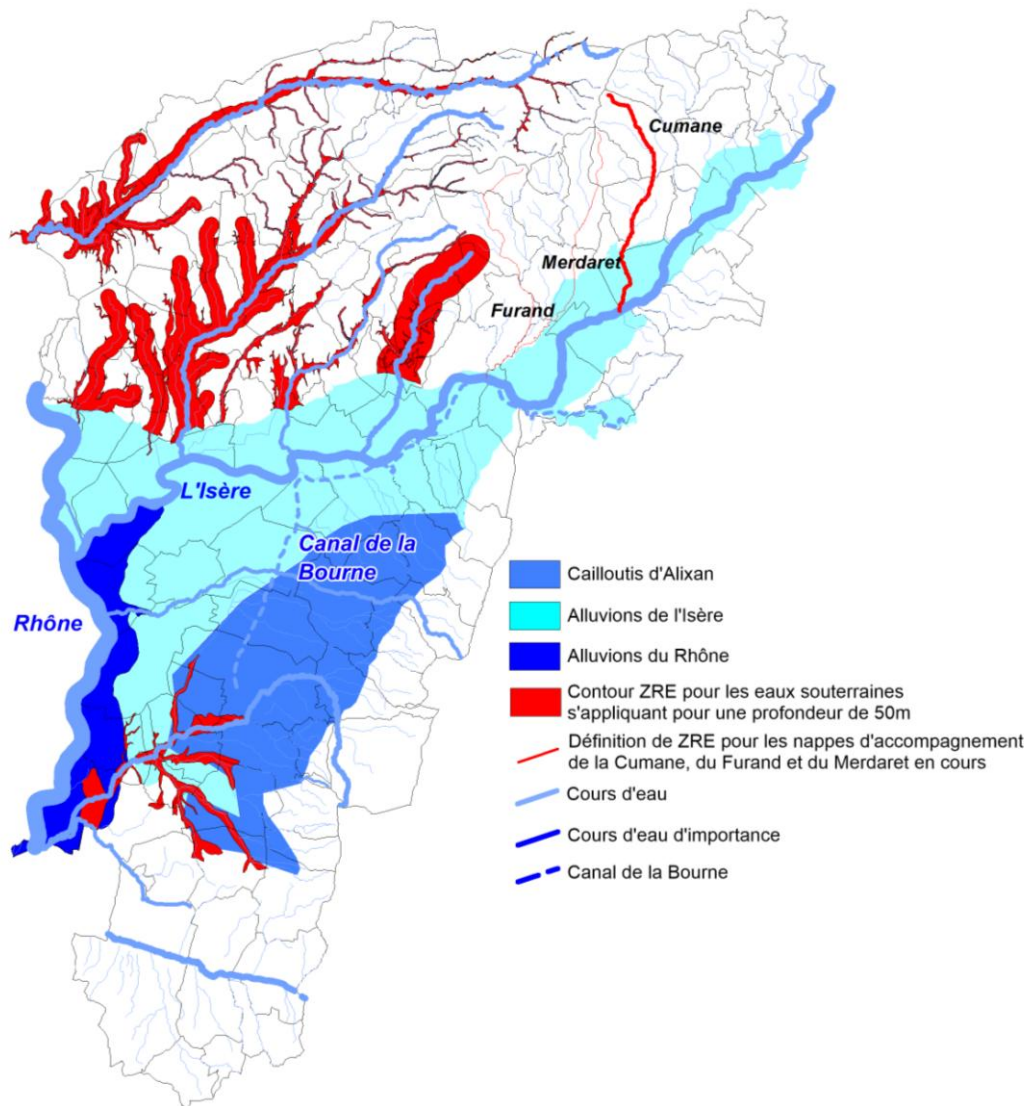 Cumane
Merdaret
Furand
L'Isère
Canal de la
Bourne
Rhône
Cailloutis d'Alixan
Alluvions de l'Isère
Alluvions du Rhône
Contour ZRE pour les eaux souterraines
s'appliquant pour une profondeur de 50m
Définition de ZRE pour les nappes d'accompagnement
de la Cumane, du Furand et du Merdaret en cours
Cours d'eau
Cours d'eau d'importance
Canal de la Bourne